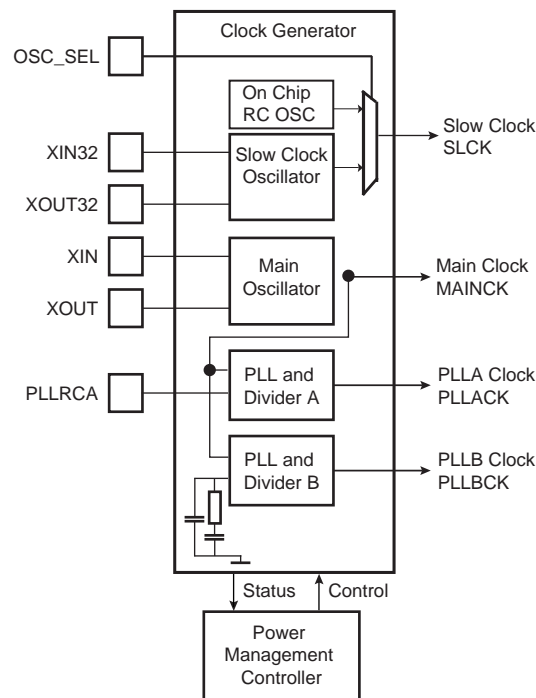 Clock Generator
OSC_SEL
On Chip
RC OSC
XIN32
Slow Clock
Oscillator
Slow Clock
SLCK
XOUT32
XIN
Main
Oscillator
Main Clock
MAINCK
XOUT
PLLRCA
PLL and
Divider A
PLLA Clock
PLLACK
PLL and
Divider B
PLLB Clock
PLLBCK
Status
Control
Power
Management
Controller